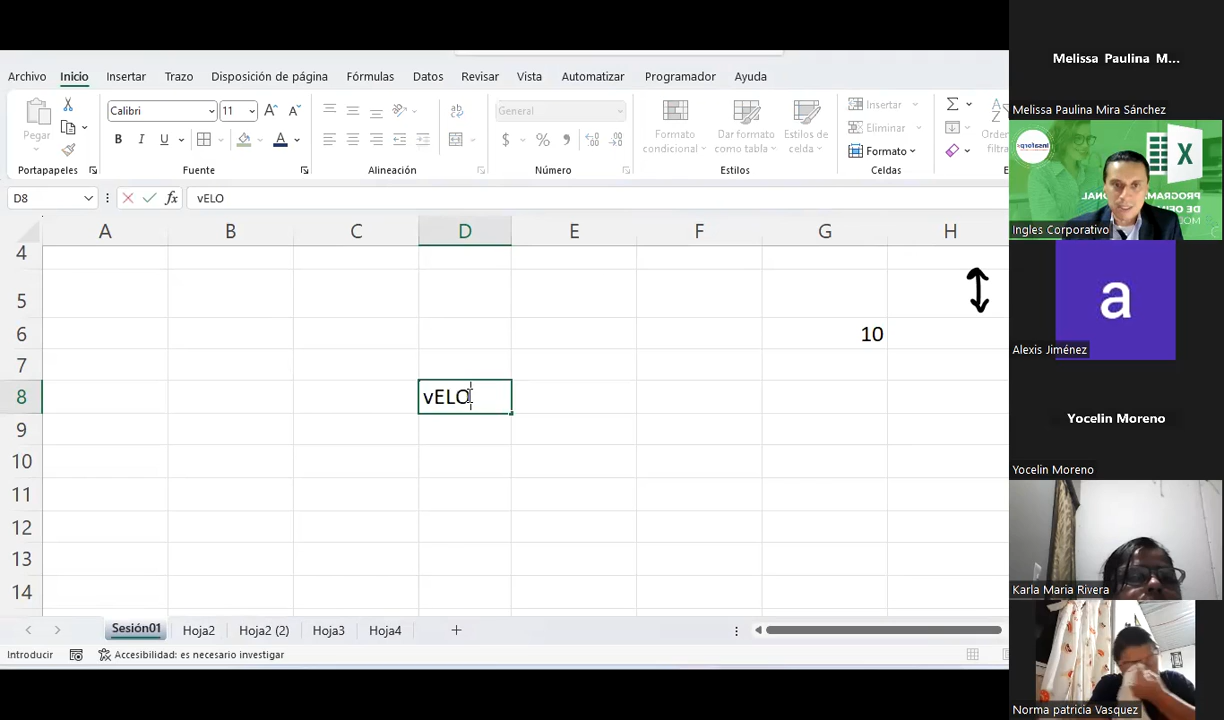 Archivo Inicio Insertar Trazo Disposición de página Fórmulas Datos Revisar Vista Automatizar Programador Ayuda
Calibri 11 General Insertar
Pegar Formato condicional Dar formato como tabla Estilos de celda Eliminar
Formato
Portapapeles Fuente Alineación Número Estilos Celdas
D8 fx vELO
A B C D E F G H
4
5
6 10
7
8 vELO
9
10
11
12
13
14
Sesión01 Hoja2 Hoja2 (2) Hoja3 Hoja4
Introducir Accesibilidad: es necesario investigar
Melissa Paulina M...
Melissa Paulina Mira Sánchez
Ingles Corporativo
a
Alexis Jiménez
Yocelin Moreno
Yocelin Moreno
Karla Maria Rivera
Norma patricia Vasquez